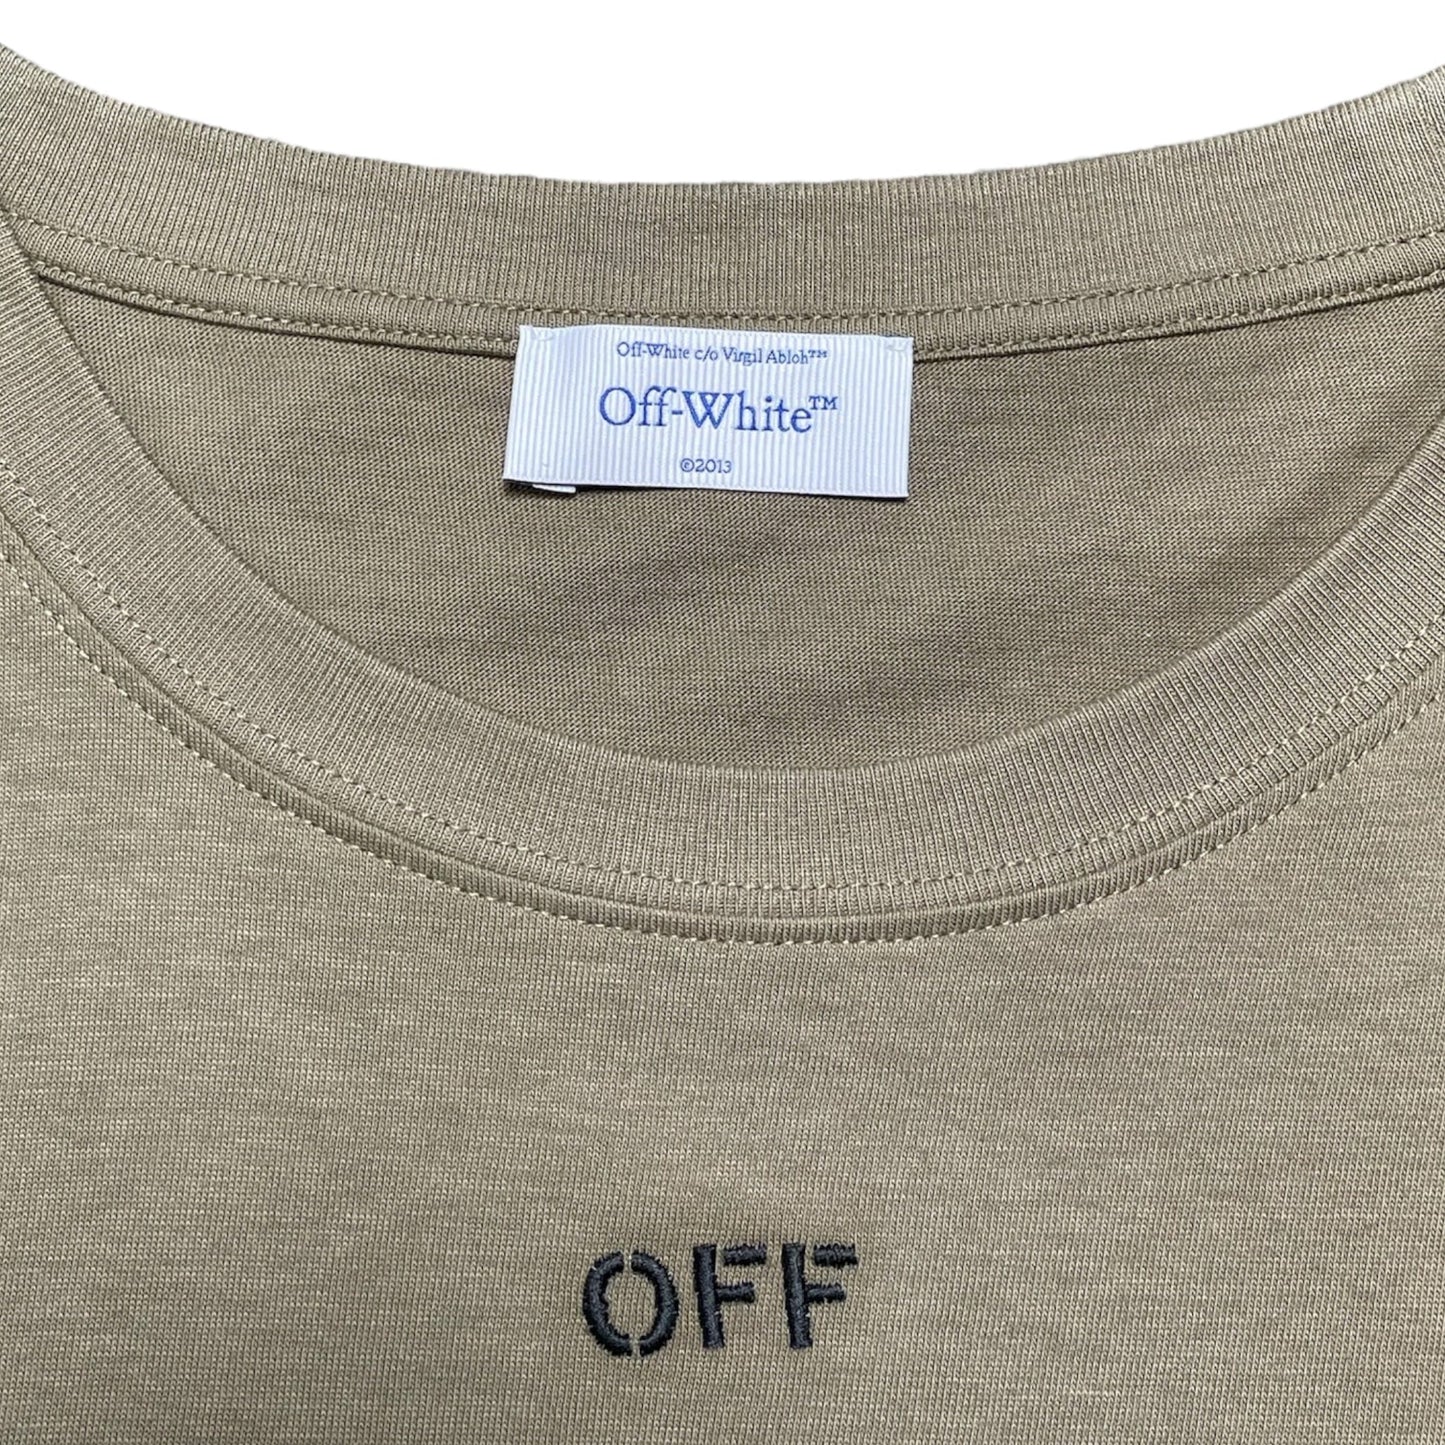 Off-White c/o Virgil Abloh™
Off-White™
©2013
OFF